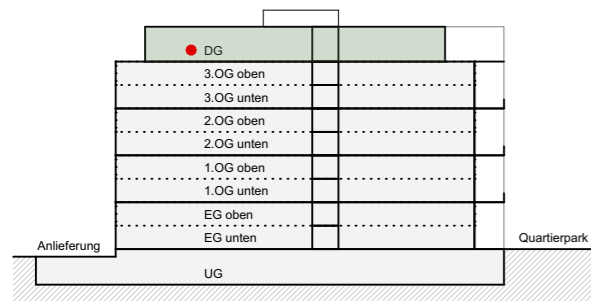 DG
3.OG oben
3.OG unten
2.OG oben
2.OG unten
1.OG oben
1.OG unten
EG oben
Anlieferung
EG unten
Quartierpark
UG